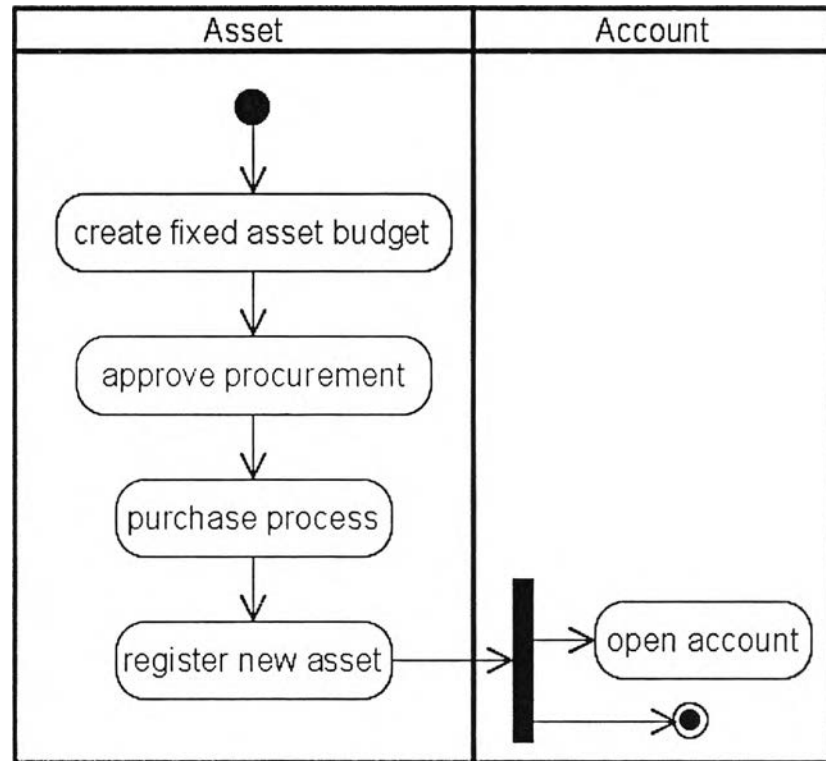 Asset
Account
create fixed asset budget
approve procurement
purchase process
register new asset
open account